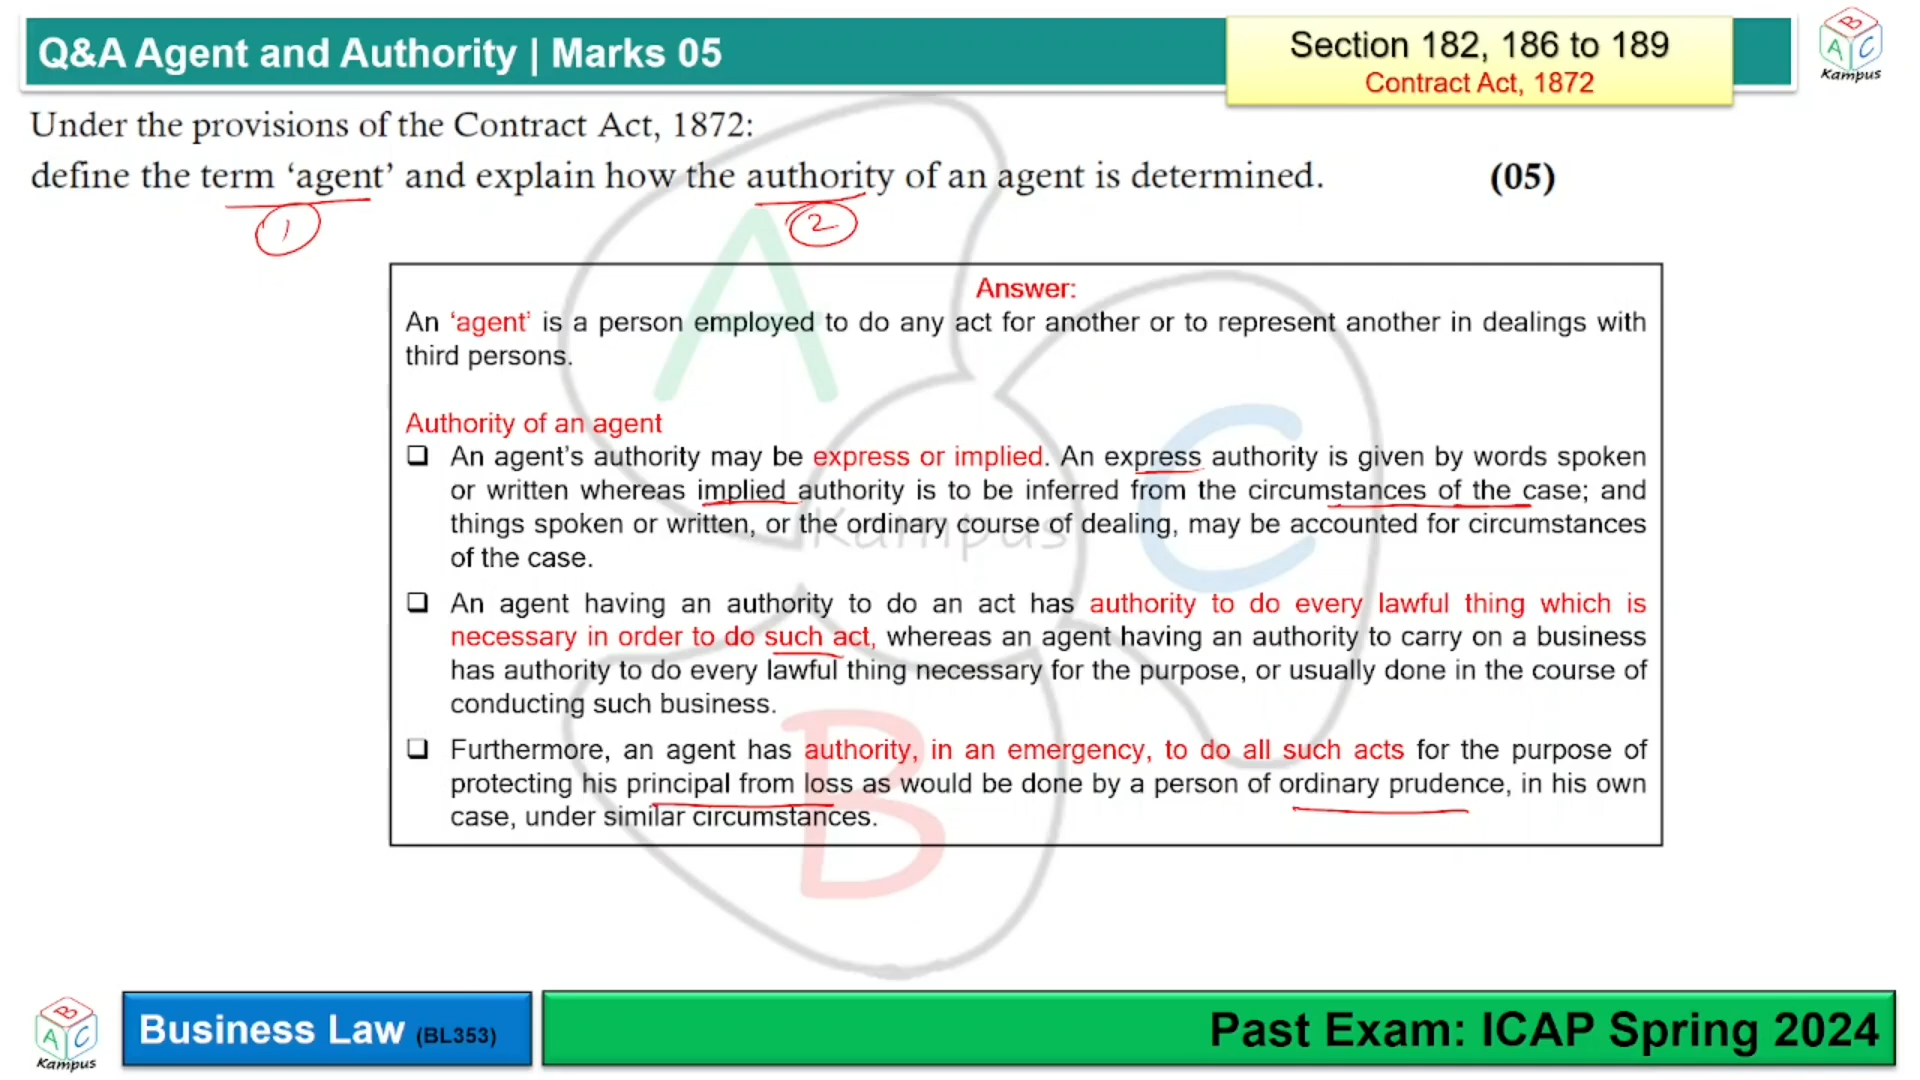 Q&A Agent and Authority | Marks 05
Section 182, 186 to 189
Contract Act, 1872
B
A C
Kampus
Under the provisions of the Contract Act, 1872:
define the term ‘agent’ and explain how the authority of an agent is determined. (05)
1 2
Answer:
An ‘agent’ is a person employed to do any act for another or to represent another in dealings with
third persons.
Authority of an agent
❑ An agent’s authority may be express or implied. An express authority is given by words spoken
or written whereas implied authority is to be inferred from the circumstances of the case; and
things spoken or written, or the ordinary course of dealing, may be accounted for circumstances
of the case.
❑ An agent having an authority to do an act has authority to do every lawful thing which is
necessary in order to do such act, whereas an agent having an authority to carry on a business
has authority to do every lawful thing necessary for the purpose, or usually done in the course of
conducting such business.
❑ Furthermore, an agent has authority, in an emergency, to do all such acts for the purpose of
protecting his principal from loss as would be done by a person of ordinary prudence, in his own
case, under similar circumstances.
A
C
Kampus
B
B
A C
Kampus
Business Law (BL353)
Past Exam: ICAP Spring 2024